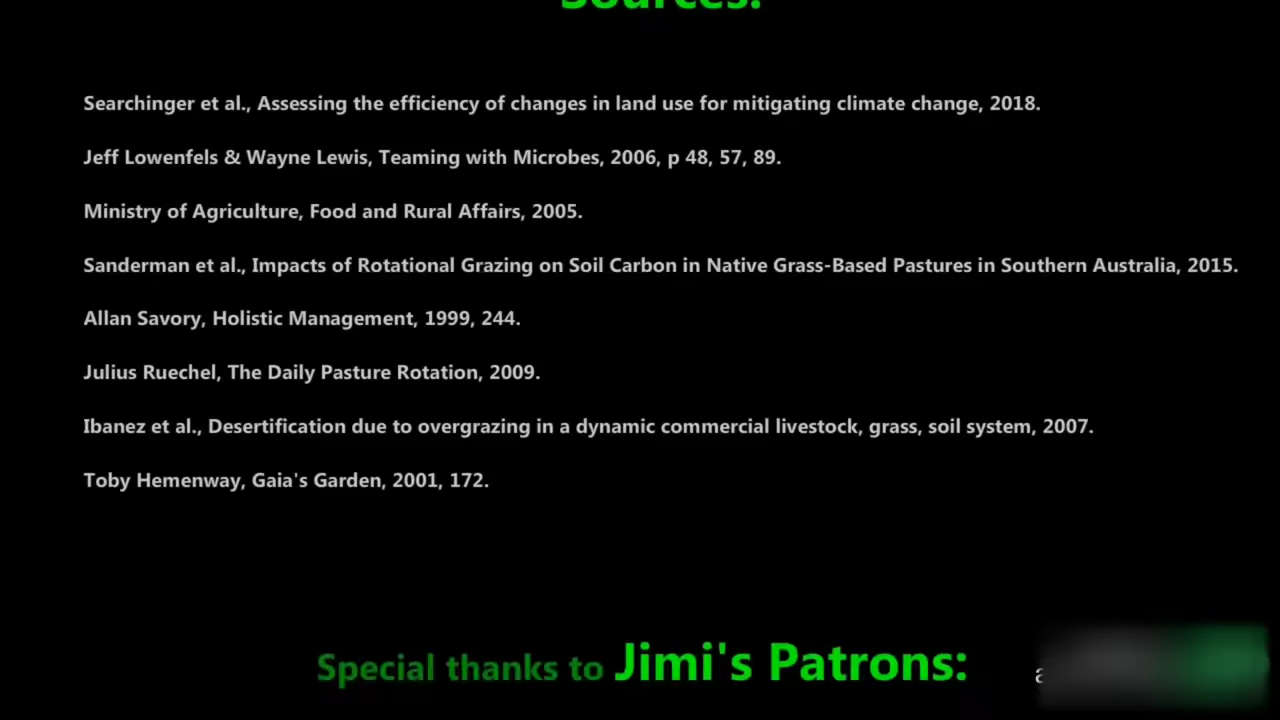 Sources:
Searchinger et al., Assessing the efficiency of changes in land use for mitigating climate change, 2018.
Jeff Lowenfels & Wayne Lewis, Teaming with Microbes, 2006, p 48, 57, 89.
Ministry of Agriculture, Food and Rural Affairs, 2005.
Sanderman et al., Impacts of Rotational Grazing on Soil Carbon in Native Grass-Based Pastures in Southern Australia, 2015.
Allan Savory, Holistic Management, 1999, 244.
Julius Ruechel, The Daily Pasture Rotation, 2009.
Ibanez et al., Desertification due to overgrazing in a dynamic commercial livestock, grass, soil system, 2007.
Toby Hemenway, Gaia's Garden, 2001, 172.
Special thanks to Jimi's Patrons: